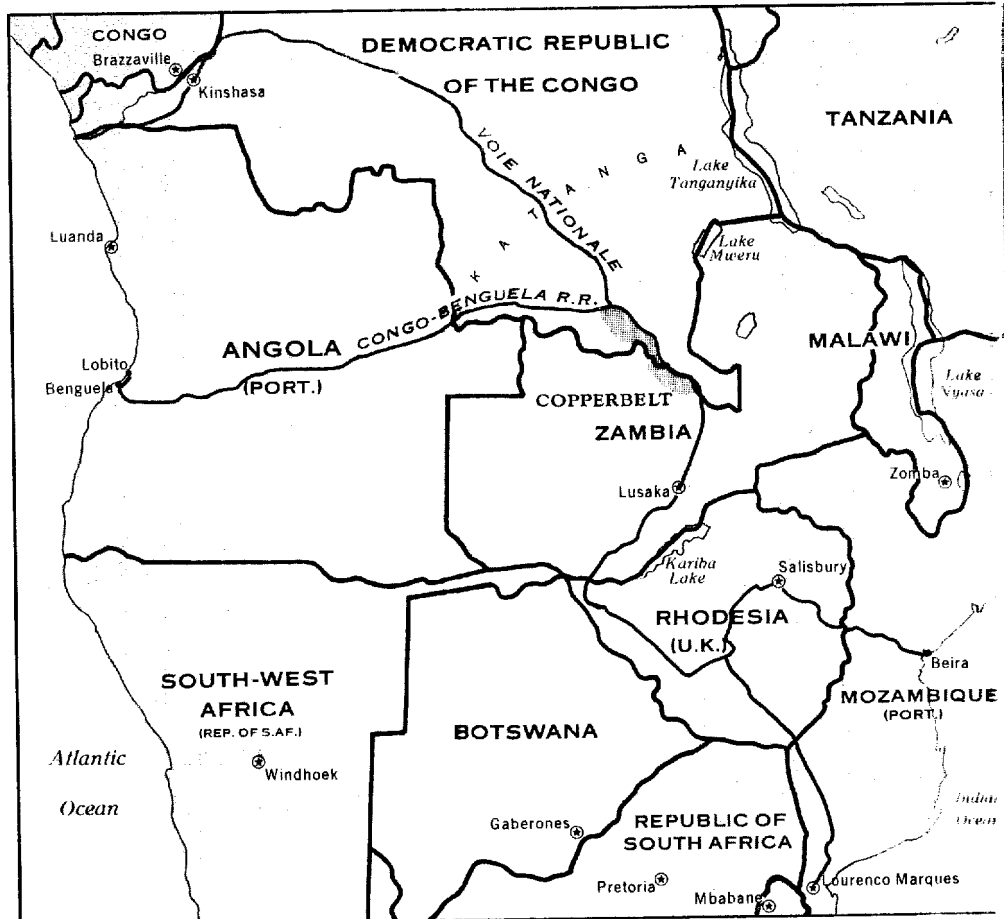 CONGO
Brazzaville
Kinshasa
DEMOCRATIC REPUBLIC
OF THE CONGO
TANZANIA
VOIE NATIONALE
KATANGA
Lake
Tanganyika
Lake
Mweru
Luanda
CONGO-BENGUELA R.R.
ANGOLA
(PORT.)
Lobito
Benguela
MALAWI
Lake
Nyasa
COPPERBELT
ZAMBIA
Lusaka
Zomba
Kariba
Lake
Salisbury
RHODESIA
(U.K.)
Beira
MOZAMBIQUE
(PORT.)
SOUTH-WEST
AFRICA
(REP. OF S.AF.)
Windhoek
BOTSWANA
Atlantic
Ocean
Gaberones
REPUBLIC OF
SOUTH AFRICA
Pretoria
Mbabane
Lourenco Marques